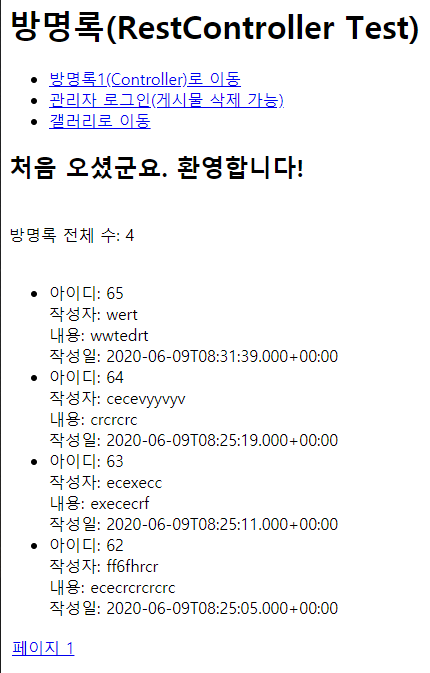 방명록(RestController Test)
방명록1(Controller)로 이동
관리자 로그인(게시물 삭제 가능)
갤러리로 이동
처음 오셨군요. 환영합니다!
방명록 전체 수: 4
아이디: 65
작성자: wert
내용: wwtedrt
작성일: 2020-06-09T08:31:39.000+00:00
아이디: 64
작성자: cecevyyvyv
내용: crcrcrc
작성일: 2020-06-09T08:25:19.000+00:00
아이디: 63
작성자: ecexecc
내용: exececrf
작성일: 2020-06-09T08:25:11.000+00:00
아이디: 62
작성자: ff6fhrcr
내용: ececrcrcrcrc
작성일: 2020-06-09T08:25:05.000+00:00
페이지 1